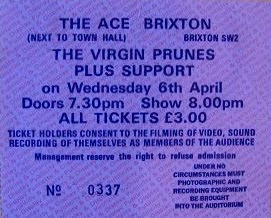 THE ACE BRIXTON
(NEXT TO TOWN HALL) BRIXTON SW2
THE VIRGIN PRUNES
PLUS SUPPORT
on Wednesday 6th April
Doors 7.30pm Show 8.00pm
ALL TICKETS £3.00
TICKET HOLDERS CONSENT TO THE FILMING OF VIDEO, SOUND
RECORDING OF THEMSELVES AS MEMBERS OF THE AUDIENCE
Management reserve the right to refuse admission
UNDER NO
CIRCUMSTANCES MUST
PHOTOGRAPHIC AND
RECORDING EQUIPMENT
BE BROUGHT
INTO THE AUDITORIUM
Nº 0337